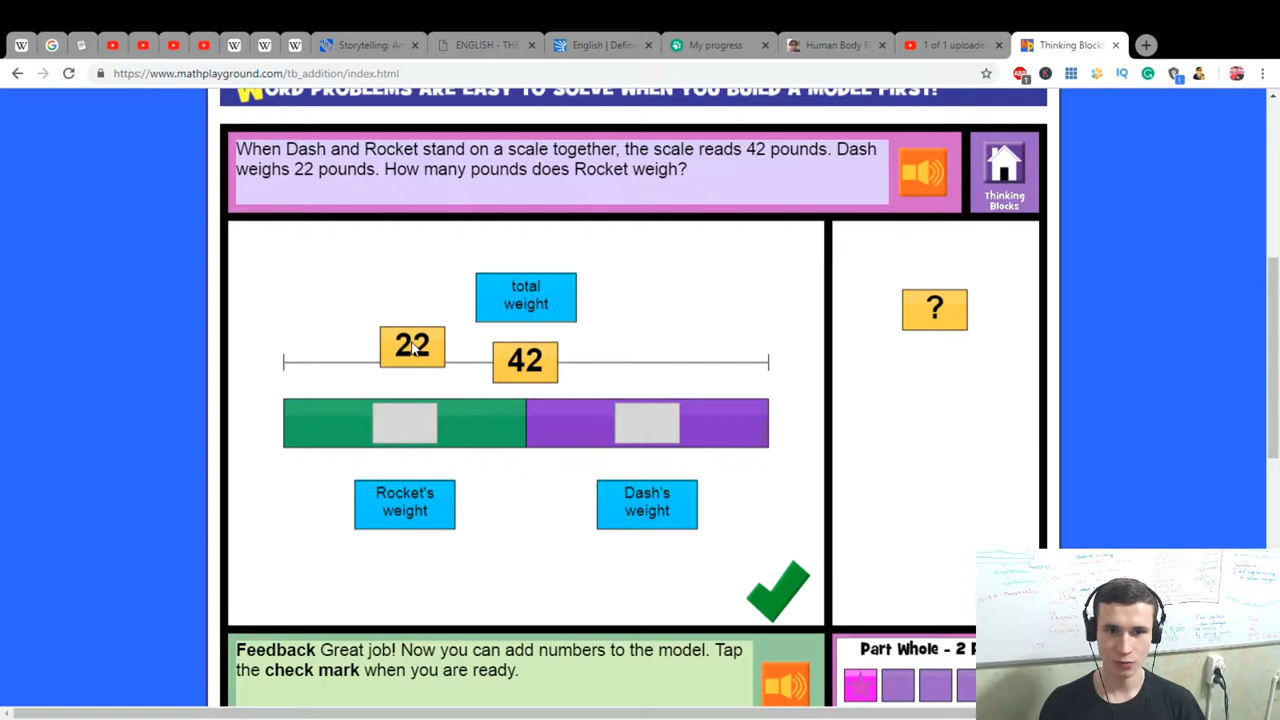 Storytelling: An
ENGLISH - THE
English | Define
My progress
Human Body B
1 of 1 uploade
Thinking Blocks
https://www.mathplayground.com/tb_addition/index.html
WORD PROBLEMS ARE EASY TO SOLVE WHEN YOU BUILD A MODEL FIRST!
When Dash and Rocket stand on a scale together, the scale reads 42 pounds. Dash
weighs 22 pounds. How many pounds does Rocket weigh?
Thinking
Blocks
total
weight
?
22
42
Rocket's
weight
Dash's
weight
Feedback Great job! Now you can add numbers to the model. Tap
the check mark when you are ready.
Part Whole - 2 P